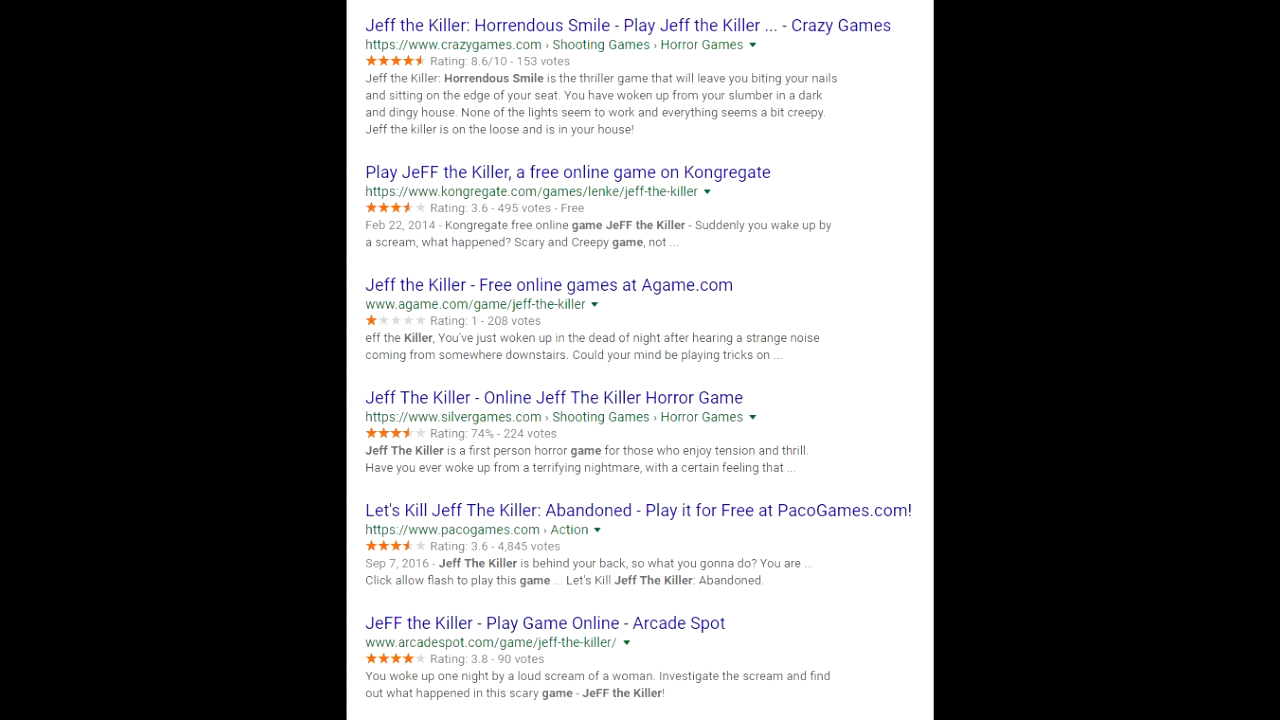 Jeff the Killer: Horrendous Smile - Play Jeff the Killer ... - Crazy Games
https://www.crazygames.com › Shooting Games › Horror Games
Rating: 8.6/10 - 153 votes
Jeff the Killer: Horrendous Smile is the thriller game that will leave you biting your nails
and sitting on the edge of your seat. You have woken up from your slumber in a dark
and dingy house. None of the lights seem to work and everything seems a bit creepy.
Jeff the killer is on the loose and is in your house!
Play JeFF the Killer, a free online game on Kongregate
https://www.kongregate.com/games/lenke/jeff-the-killer
Rating: 3.6 - 495 votes - Free
Feb 22, 2014 - Kongregate free online game JeFF the Killer - Suddenly you wake up by
a scream, what happened? Scary and Creepy game, not ...
Jeff the Killer - Free online games at Agame.com
www.agame.com/game/jeff-the-killer
Rating: 1 - 208 votes
eff the Killer, You've just woken up in the dead of night after hearing a strange noise
coming from somewhere downstairs. Could your mind be playing tricks on ...
Jeff The Killer - Online Jeff The Killer Horror Game
https://www.silvergames.com › Shooting Games › Horror Games
Rating: 74% - 224 votes
Jeff The Killer is a first person horror game for those who enjoy tension and thrill.
Have you ever woke up from a terrifying nightmare, with a certain feeling that ...
Let's Kill Jeff The Killer: Abandoned - Play it for Free at PacoGames.com!
https://www.pacogames.com › Action
Rating: 3.6 - 4,845 votes
Sep 7, 2016 - Jeff The Killer is behind your back, so what you gonna do? You are ...
Click allow flash to play this game ... Let's Kill Jeff The Killer: Abandoned.
JeFF the Killer - Play Game Online - Arcade Spot
www.arcadespot.com/game/jeff-the-killer/
Rating: 3.8 - 90 votes
You woke up one night by a loud scream of a woman. Investigate the scream and find
out what happened in this scary game - JeFF the Killer!